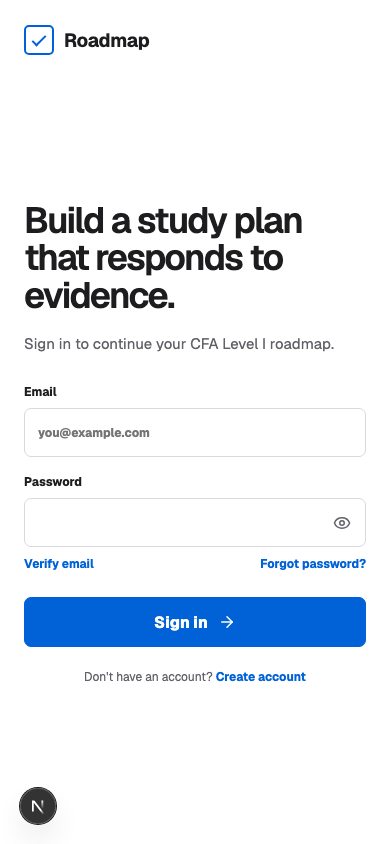 Roadmap
Build a study plan
that responds to
evidence.
Sign in to continue your CFA Level I roadmap.
Email
you@example.com
Password
Verify email
Forgot password?
Sign in
Don't have an account? Create account
N